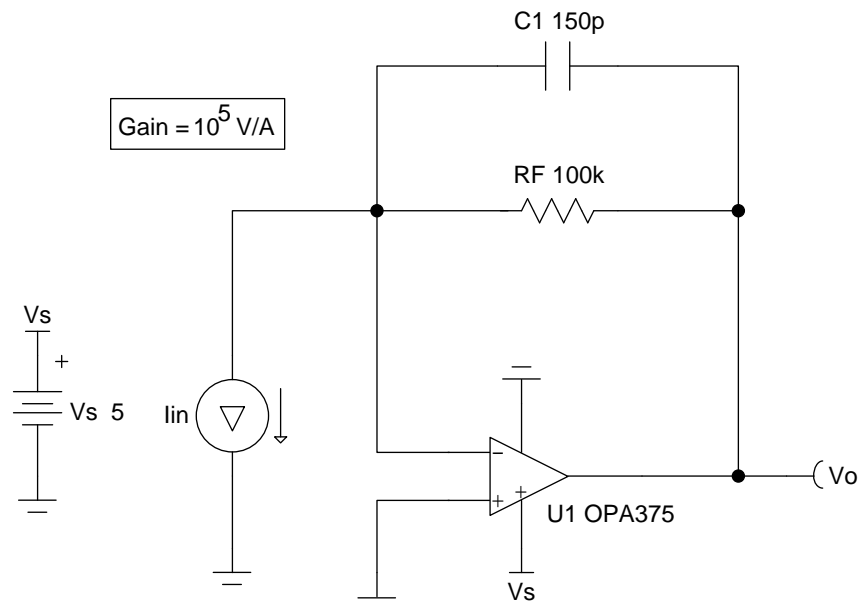 C1 150p
Gain = 10^5 V/A
RF 100k
Vs
+
Vs 5
Iin
−
+
+
U1 OPA375
Vo
Vs